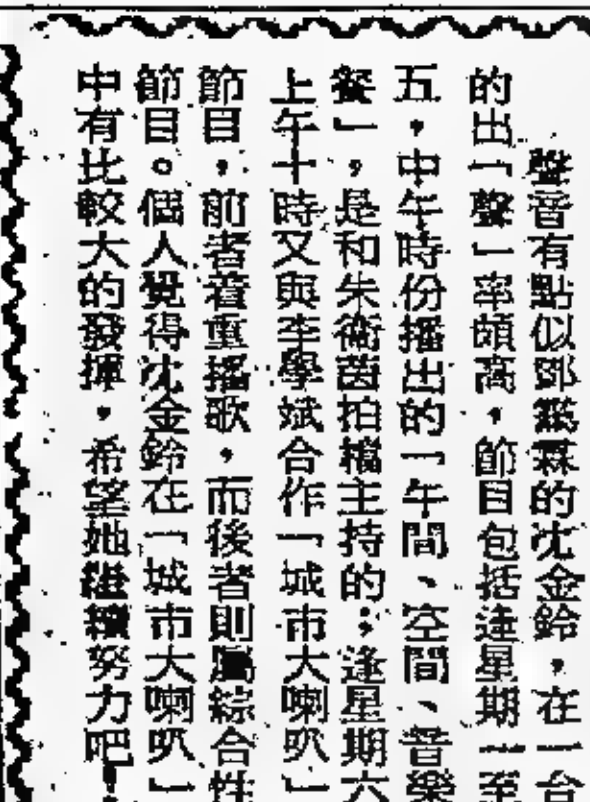 聲音有點似鄧藹霖的沈金鈴，在一台
的出「聲」率頗高，節目包括逢星期一至
五，中午時份播出的「午間、空間、音樂
餐」，是和朱衞茵拍檔主持的；逢星期六
上午十時又與李學斌合作「城市大喇叭」
節目，前者着重播歌，而後者則屬綜合性
節目。個人覺得沈金鈴在「城市大喇叭」
中有比較大的發揮，希望她繼續努力吧！